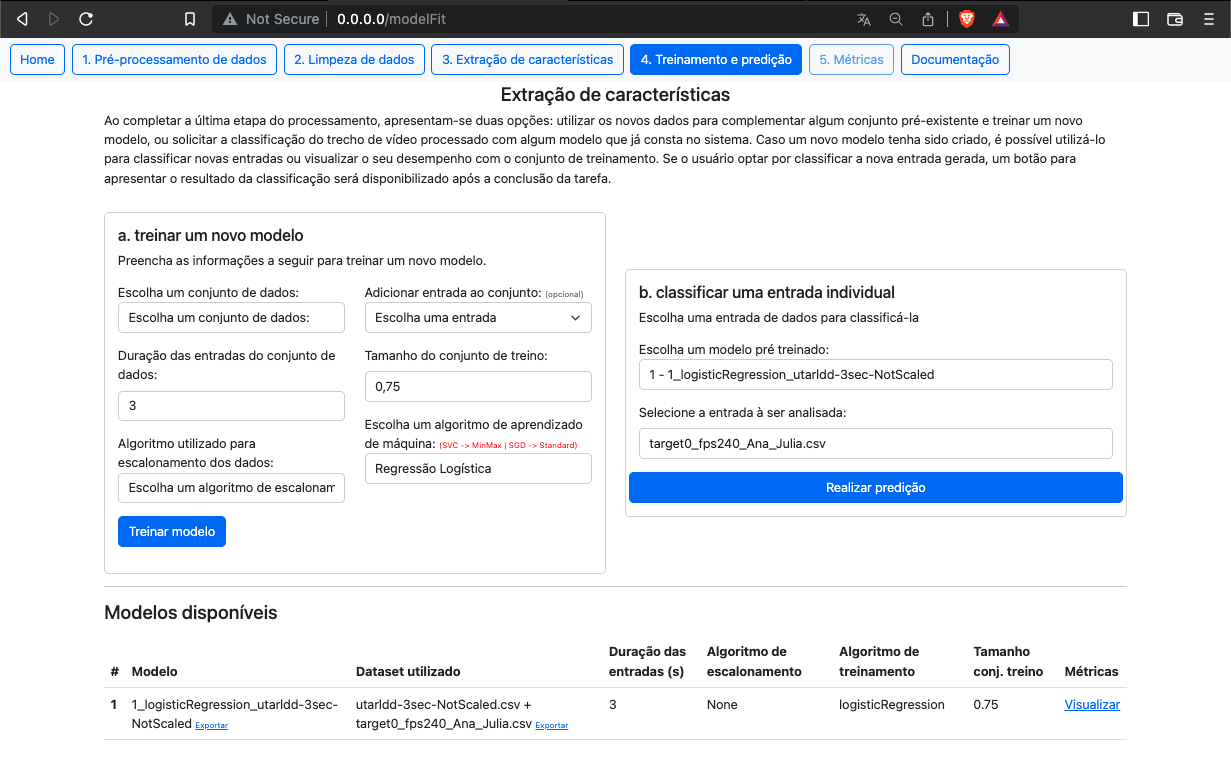 Not Secure
0.0.0.0/modelFit
Home
1. Pré-processamento de dados
2. Limpeza de dados
3. Extração de características
4. Treinamento e predição
5. Métricas
Documentação
Extração de características
Ao completar a última etapa do processamento, apresentam-se duas opções: utilizar os novos dados para complementar algum conjunto pré-existente e treinar um novo
modelo, ou solicitar a classificação do trecho de vídeo processado com algum modelo que já consta no sistema. Caso um novo modelo tenha sido criado, é possível utilizá-lo
para classificar novas entradas ou visualizar o seu desempenho com o conjunto de treinamento. Se o usuário optar por classificar a nova entrada gerada, um botão para
apresentar o resultado da classificação será disponibilizado após a conclusão da tarefa.
a. treinar um novo modelo
Preencha as informações a seguir para treinar um novo modelo.
Escolha um conjunto de dados:
Escolha um conjunto de dados:
Duração das entradas do conjunto de
dados:
3
Algoritmo utilizado para
escalonamento dos dados:
Escolha um algoritmo de escalonam
Treinar modelo
Adicionar entrada ao conjunto: (opcional)
Escolha uma entrada
Tamanho do conjunto de treino:
0,75
Escolha um algoritmo de aprendizado
de máquina: (SVC -> MinMax | SGD -> Standard)
Regressão Logística
b. classificar uma entrada individual
Escolha uma entrada de dados para classificá-la
Escolha um modelo pré treinado:
1 - 1_logisticRegression_utarldd-3sec-NotScaled
Selecione a entrada à ser analisada:
target0_fps240_Ana_Julia.csv
Realizar predição
Modelos disponíveis
# Modelo Dataset utilizado Duração das entradas (s) Algoritmo de escalonamento Algoritmo de treinamento Tamanho conj. treino Métricas
1 1_logisticRegression_utarldd-3sec- utarldd-3sec-NotScaled.csv + 3 None logisticRegression 0.75 Visualizar
NotScaled Exportar target0_fps240_Ana_Julia.csv Exportar